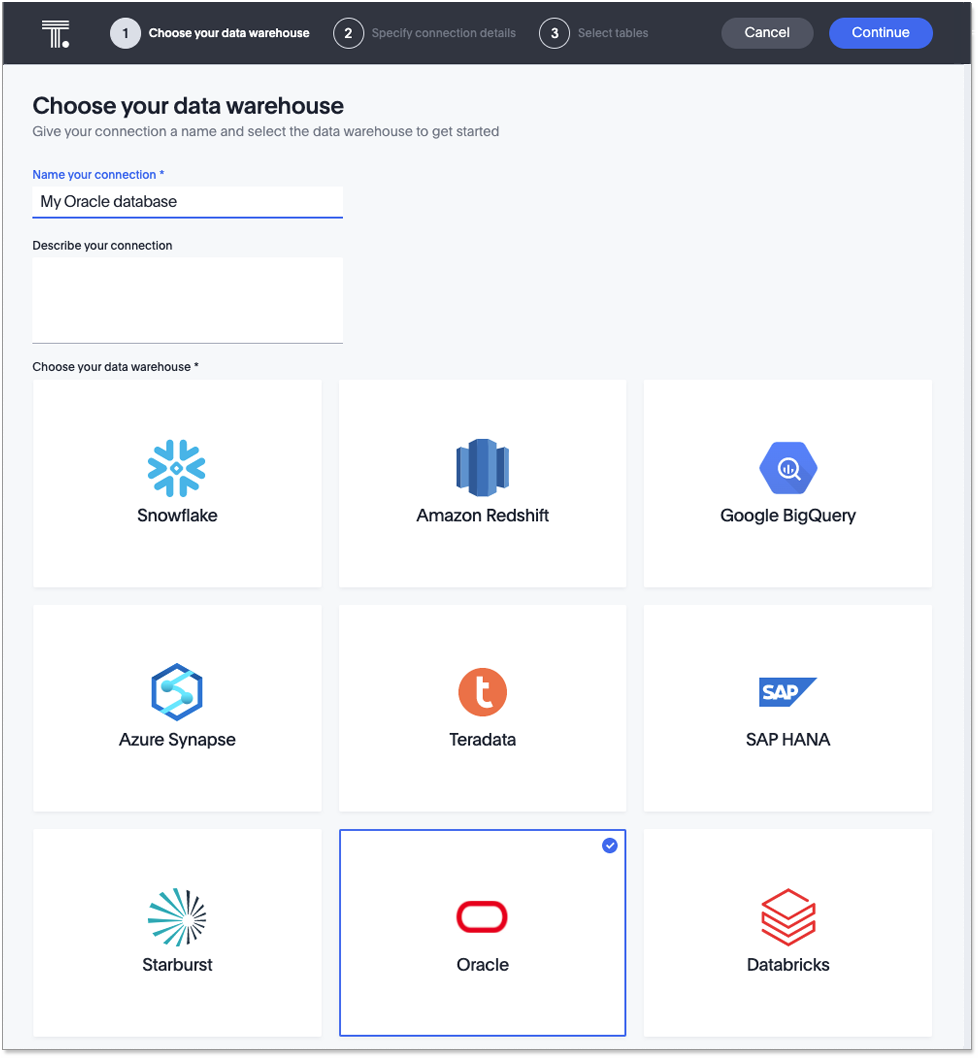 T.
1 Choose your data warehouse 2 Specify connection details 3 Select tables Cancel Continue
Choose your data warehouse
Give your connection a name and select the data warehouse to get started
Name your connection *
My Oracle database
Describe your connection
Choose your data warehouse *
Snowflake Amazon Redshift Google BigQuery
t SAP
Azure Synapse Teradata SAP HANA
Starburst Oracle Databricks